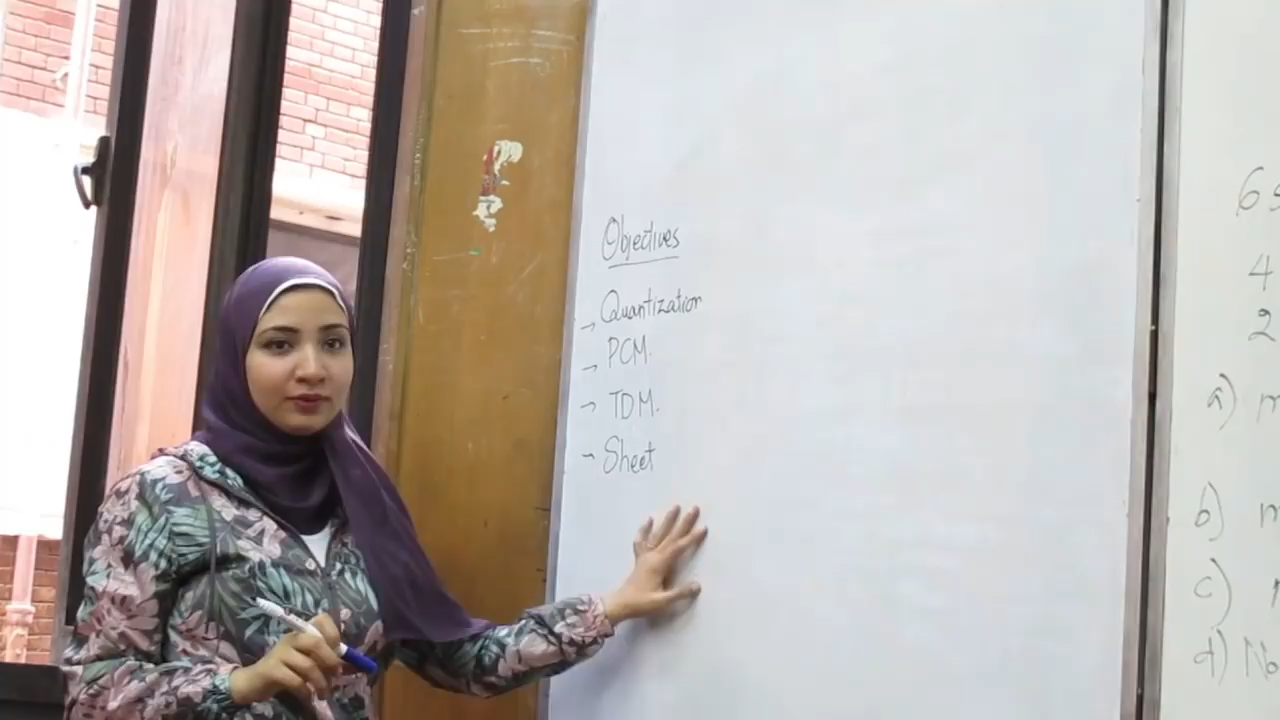 Objectives
→ Quantization
→ PCM.
→ TDM.
- Sheet
6
4
2
a) m
b) m
c)
d) No